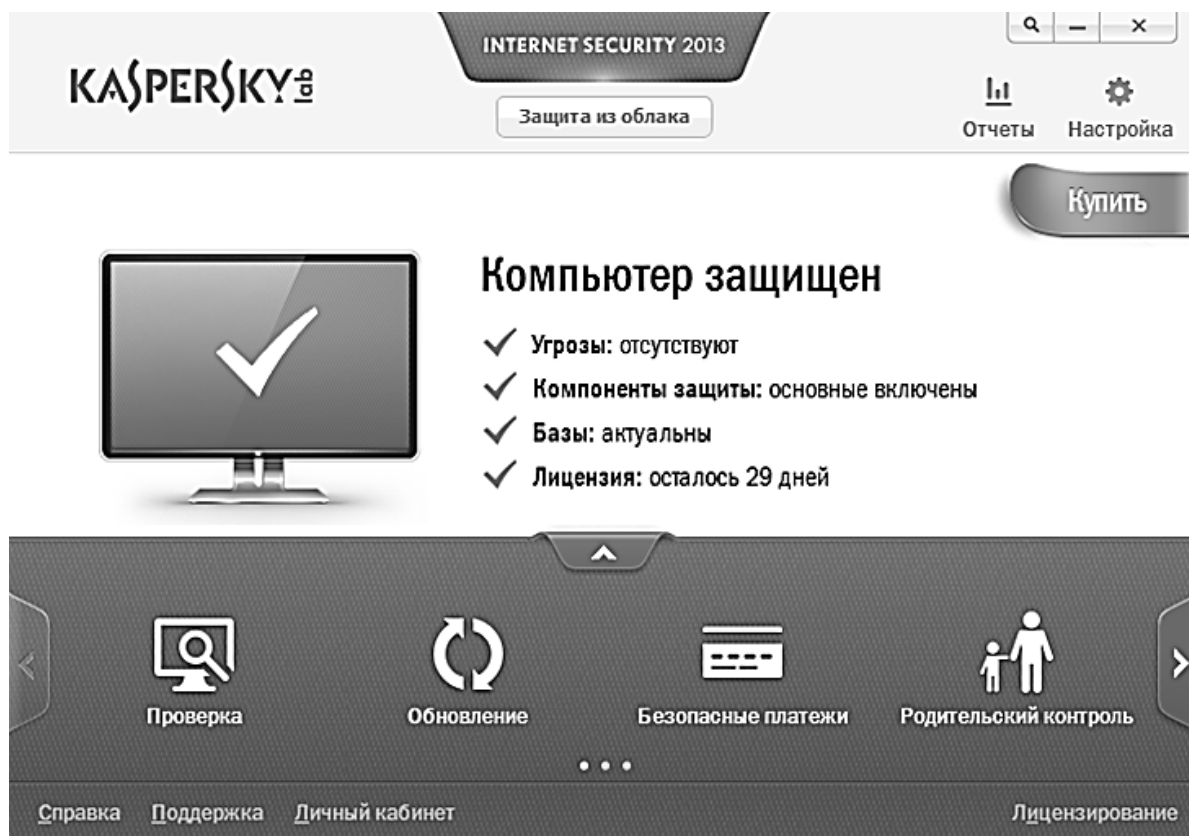 INTERNET SECURITY 2013
KASPERSKY lab
Защита из облака
Отчеты
Настройка
Купить
Компьютер защищен
Угрозы: отсутствуют
Компоненты защиты: основные включены
Базы: актуальны
Лицензия: осталось 29 дней
Проверка
Обновление
Безопасные платежи
Родительский контроль
Справка
Поддержка
Личный кабинет
Лицензирование